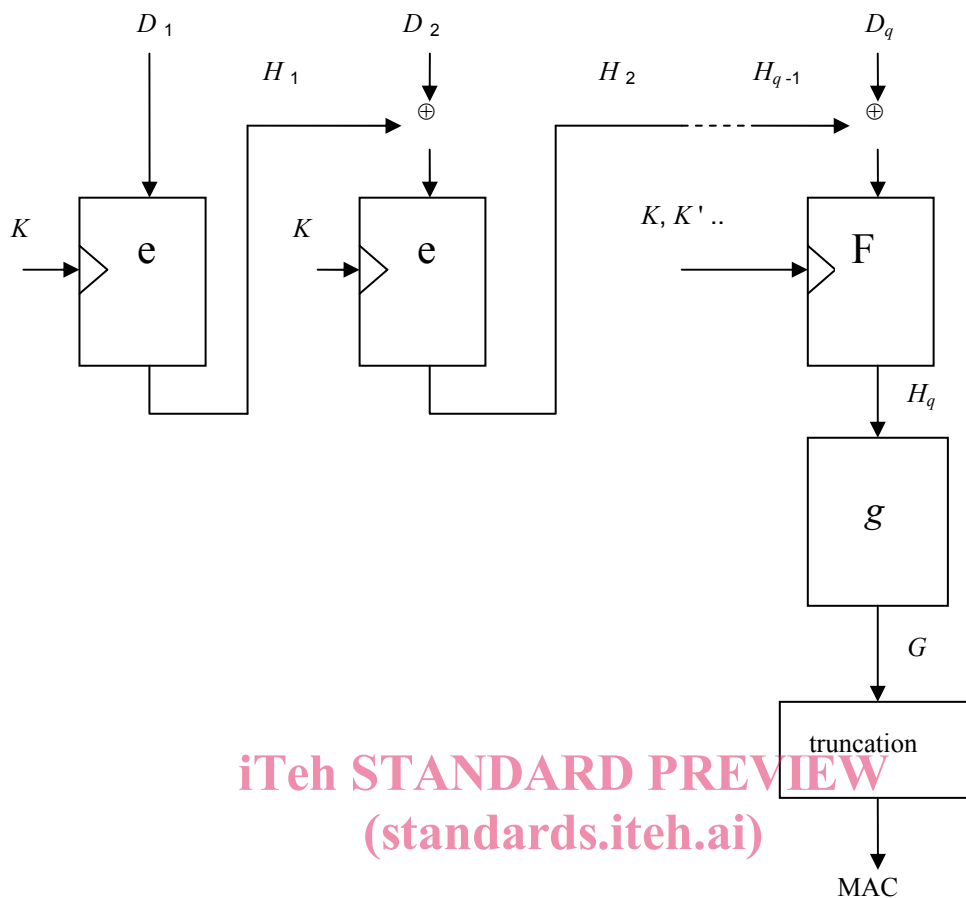 D 1 D 2 Dq
H 1 H 2 Hq-1
K e K e K, K' .. F
Hq
g
G
truncation
iTeh STANDARD PREVIEW
(standards.iteh.ai)
MAC